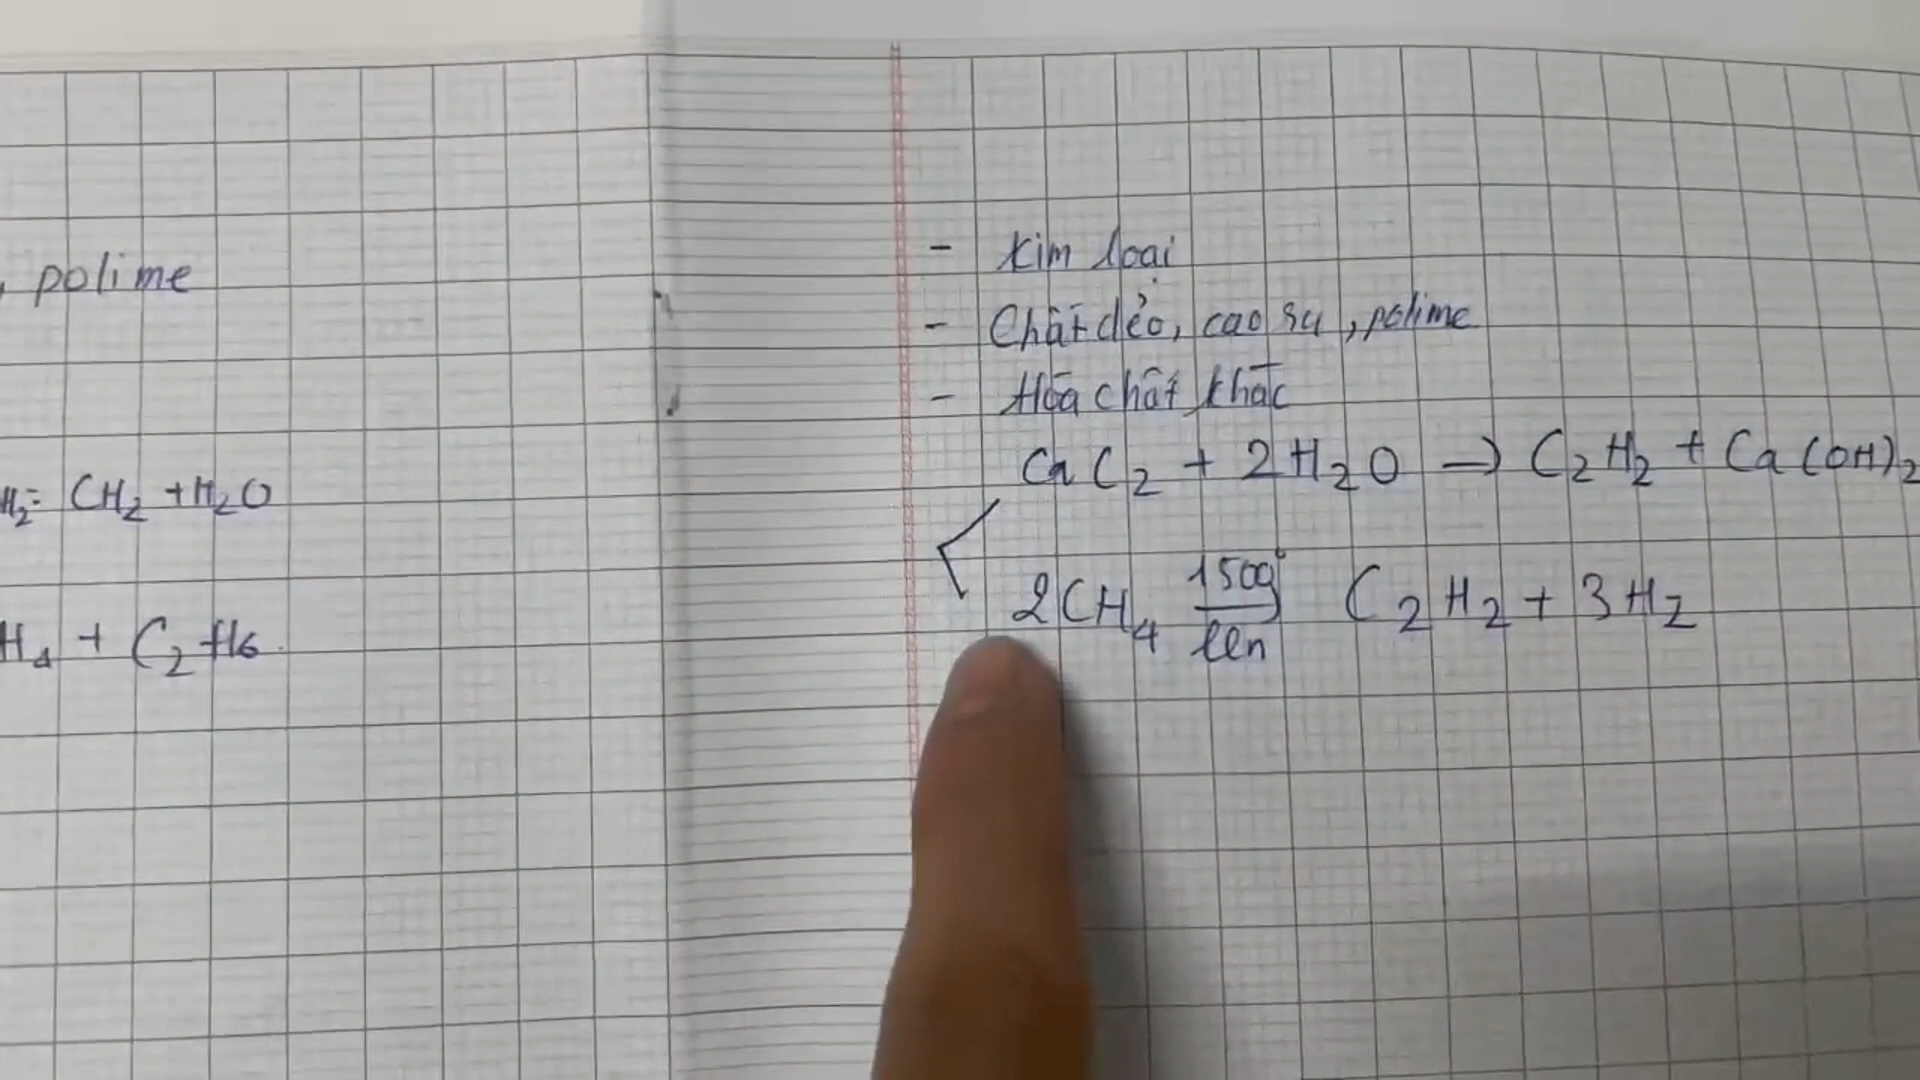 , polime
H₂= CH₂ + H₂O
H₄ + C₂H₆
- Kim loại
- Chất dẻo, cao su, polime
- Hóa chất khác
CaC₂ + 2H₂O → C₂H₂ + Ca(OH)₂
1500°
2CH₄ C₂H₂ + 3H₂
lln